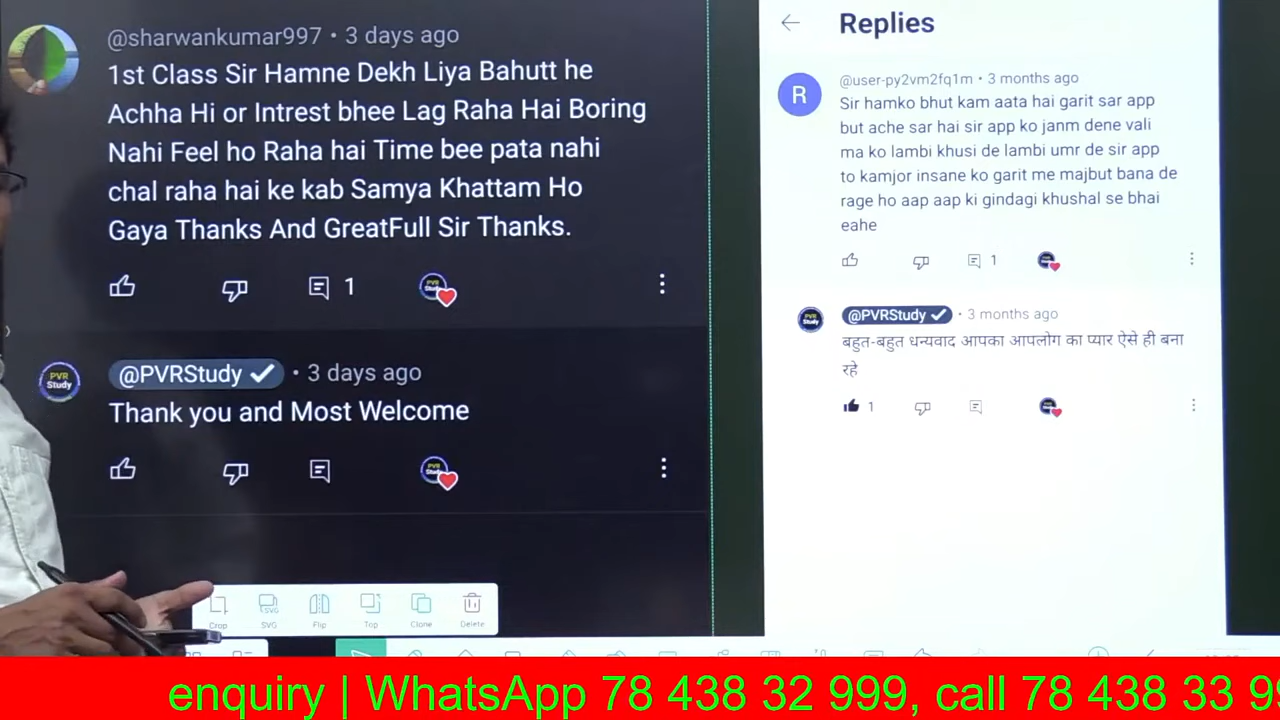 @sharwankumar997 • 3 days ago
1st Class Sir Hamne Dekh Liya Bahutt he
Achha Hi or Intrest bhee Lag Raha Hai Boring
Nahi Feel ho Raha hai Time bee pata nahi
chal raha hai ke kab Samya Khattam Ho
Gaya Thanks And GreatFull Sir Thanks.
1
PVR
Study
@PVRStudy • 3 days ago
Thank you and Most Welcome
Replies
R
@user-py2vm2fq1m • 3 months ago
Sir hamko bhut kam aata hai garit sar app
but ache sar hai sir app ko janm dene vali
ma ko lambi khusi de lambi umr de sir app
to kamjor insane ko garit me majbut bana de
rage ho aap aap ki gindagi khushal se bhai
eahe
1
PVR
Study
@PVRStudy • 3 months ago
बहुत-बहुत धन्यवाद आपका आपलोग का प्यार ऐसे ही बना
रहे
1
Crop SVG Flip Top Clone Delete
enquiry | WhatsApp 78 438 32 999, call 78 438 33 99